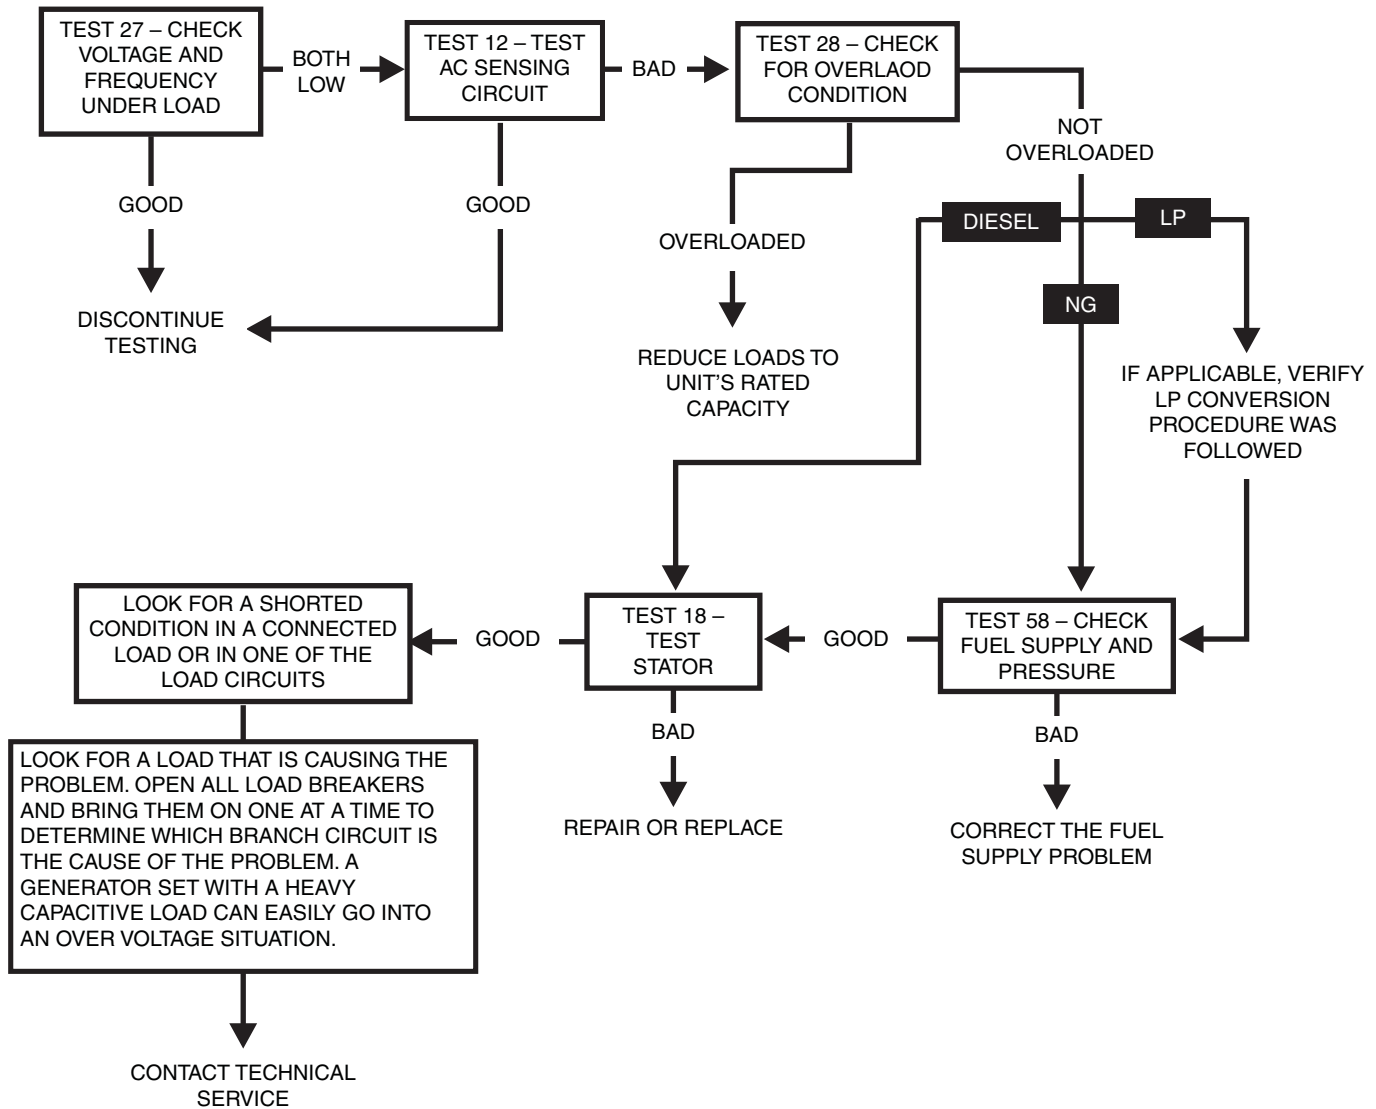 TEST 27 – CHECK
VOLTAGE AND
FREQUENCY
UNDER LOAD
BOTH
LOW
TEST 12 – TEST
AC SENSING
CIRCUIT
BAD
TEST 28 – CHECK
FOR OVERLAOD
CONDITION
NOT
OVERLOADED
GOOD
GOOD
OVERLOADED
DIESEL
LP
NG
DISCONTINUE
TESTING
REDUCE LOADS TO
UNIT'S RATED
CAPACITY
IF APPLICABLE, VERIFY
LP CONVERSION
PROCEDURE WAS
FOLLOWED
LOOK FOR A SHORTED
CONDITION IN A CONNECTED
LOAD OR IN ONE OF THE
LOAD CIRCUITS
GOOD
TEST 18 –
TEST
STATOR
GOOD
TEST 58 – CHECK
FUEL SUPPLY AND
PRESSURE
BAD
BAD
LOOK FOR A LOAD THAT IS CAUSING THE
PROBLEM. OPEN ALL LOAD BREAKERS
AND BRING THEM ON ONE AT A TIME TO
DETERMINE WHICH BRANCH CIRCUIT IS
THE CAUSE OF THE PROBLEM. A
GENERATOR SET WITH A HEAVY
CAPACITIVE LOAD CAN EASILY GO INTO
AN OVER VOLTAGE SITUATION.
REPAIR OR REPLACE
CORRECT THE FUEL
SUPPLY PROBLEM
CONTACT TECHNICAL
SERVICE